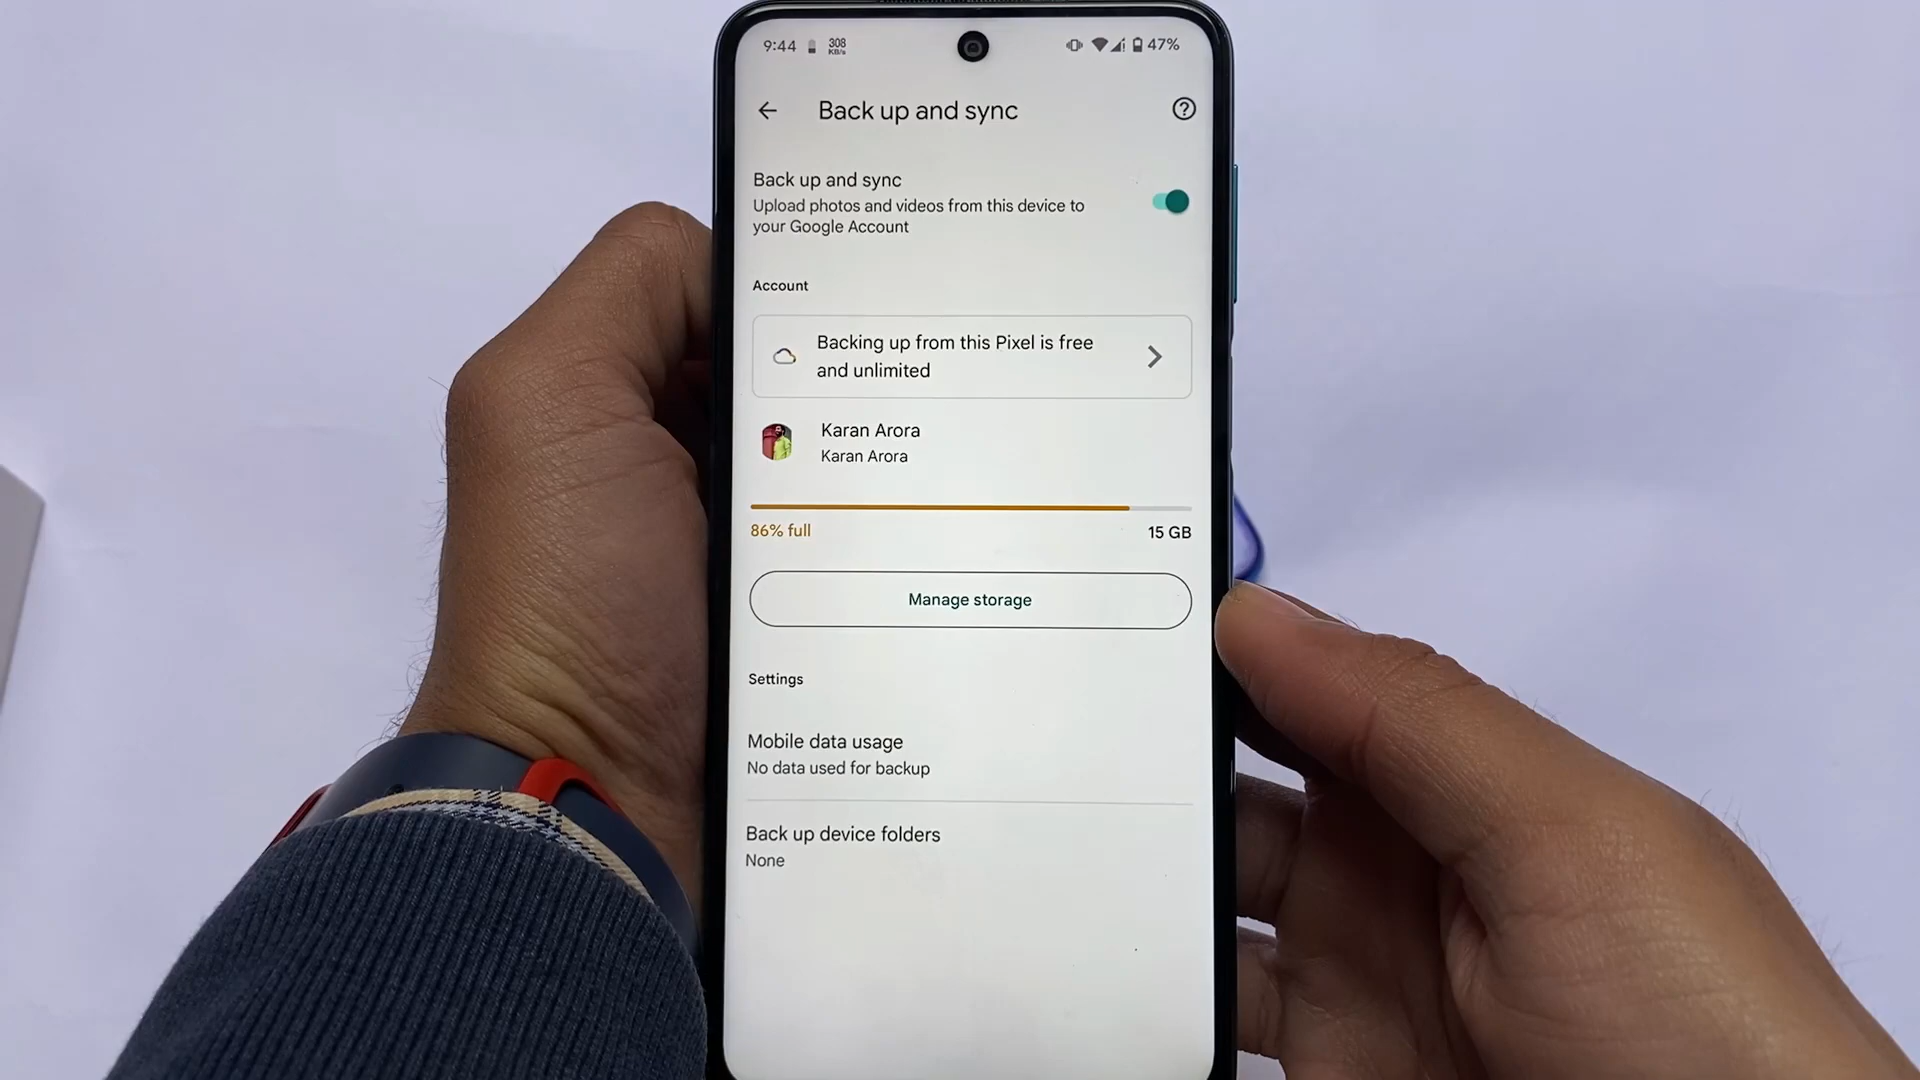 9:44 308 KB/s 47%
Back up and sync
Back up and sync
Upload photos and videos from this device to
your Google Account
Account
Backing up from this Pixel is free
and unlimited
Karan Arora
Karan Arora
86% full 15 GB
Manage storage
Settings
Mobile data usage
No data used for backup
Back up device folders
None